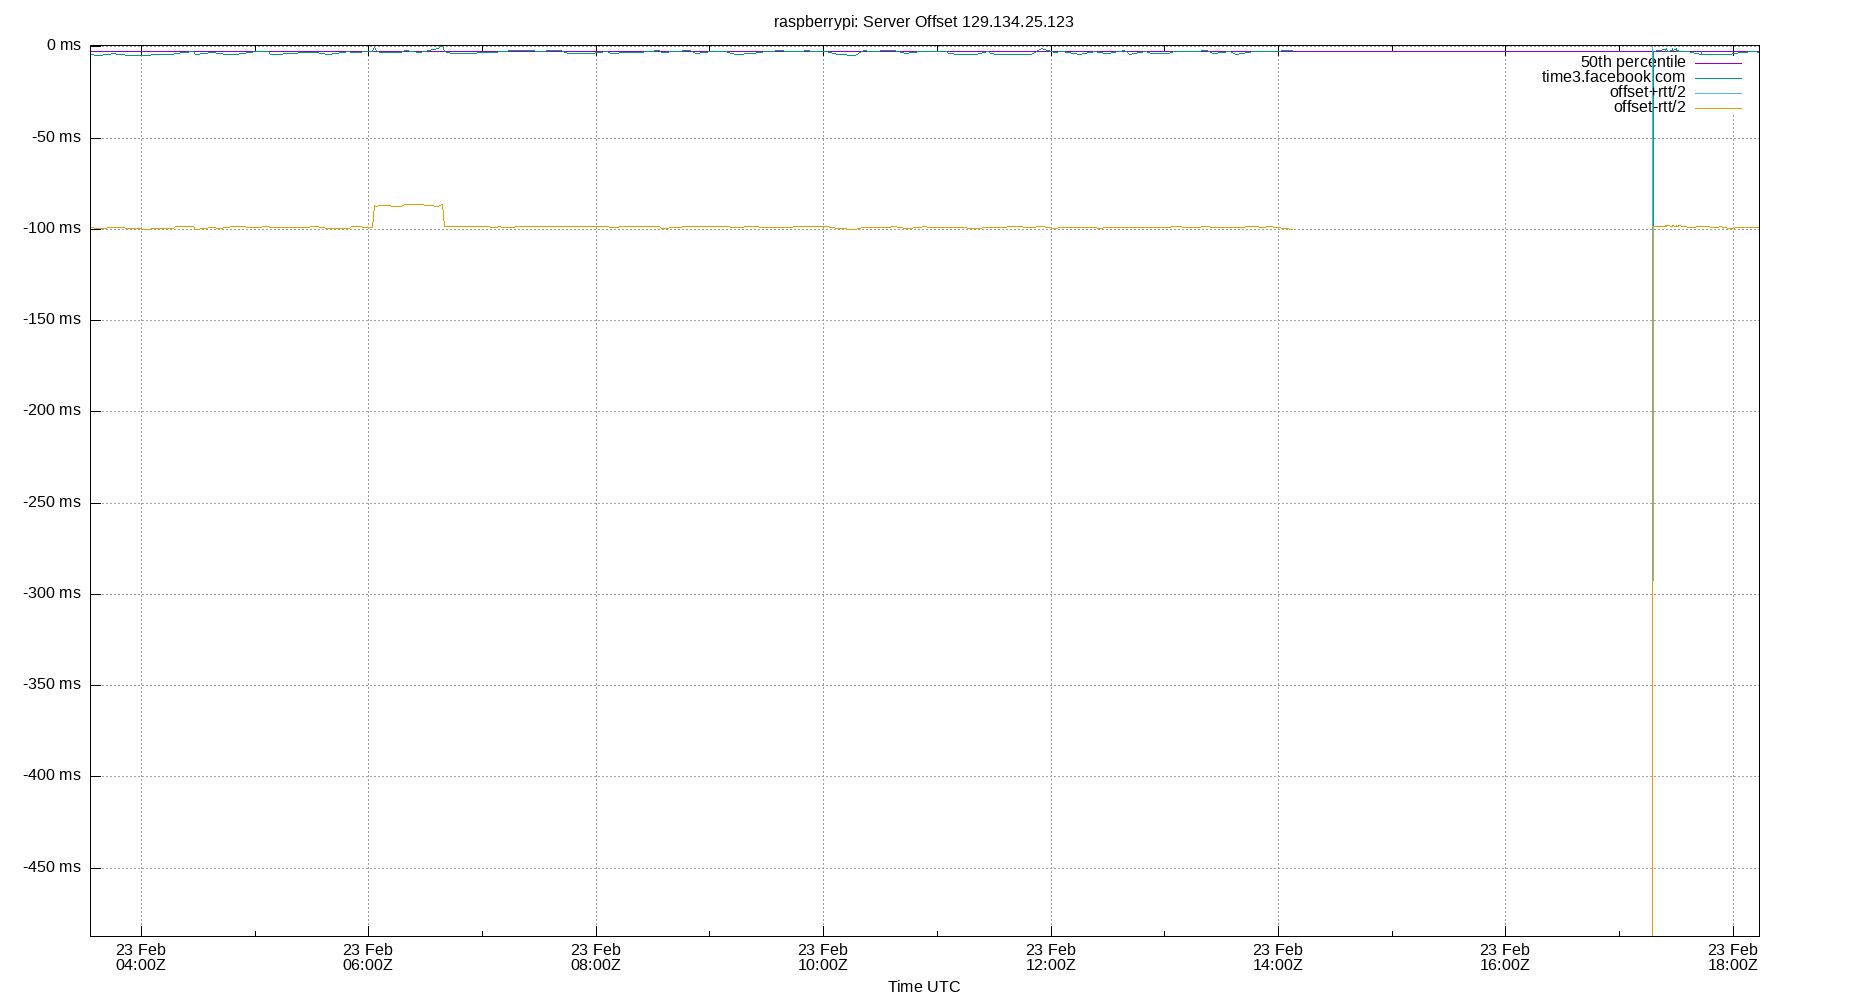 raspberrypi: Server Offset 129.134.25.123
0 ms
50th percentile
time3.facebook.com
offset+rtt/2
offset-rtt/2
-50 ms
-100 ms
-150 ms
-200 ms
-250 ms
-300 ms
-350 ms
-400 ms
-450 ms
23 Feb 23 Feb 23 Feb 23 Feb 23 Feb 23 Feb 23 Feb 23 Feb
04:00Z 06:00Z 08:00Z 10:00Z 12:00Z 14:00Z 16:00Z 18:00Z
Time UTC